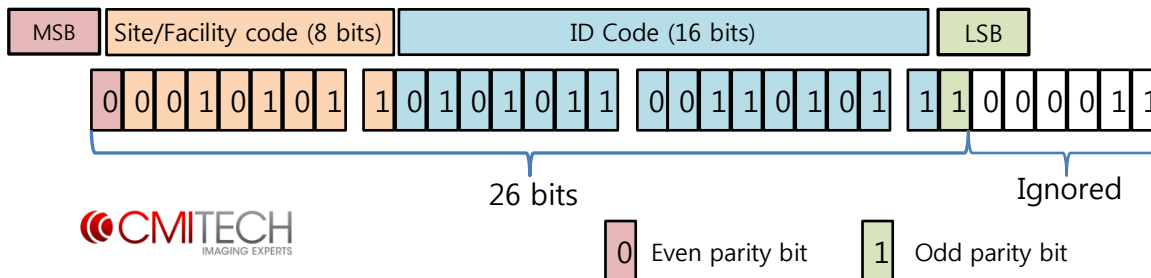 MSB Site/Facility code (8 bits) ID Code (16 bits) LSB
0 0 0 1 0 1 0 1 1 0 1 0 1 0 1 1 0 0 1 1 0 1 0 1 1 1 0 0 0 0 1 1
26 bits Ignored
CMITECH
IMAGING EXPERTS
0 Even parity bit 1 Odd parity bit